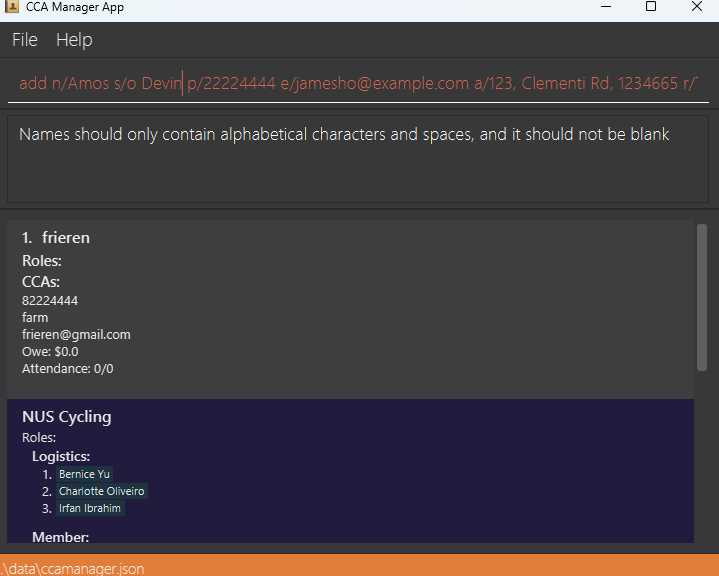 CCA Manager App
File Help
add n/Amos s/o Devin p/22224444 e/jamesho@example.com a/123, Clementi Rd, 1234665 r/
Names should only contain alphabetical characters and spaces, and it should not be blank
1. frieren
Roles:
CCAs:
82224444
farm
frieren@gmail.com
Owe: $0.0
Attendance: 0/0
NUS Cycling
Roles:
Logistics:
1. Bernice Yu
2. Charlotte Oliveiro
3. Irfan Ibrahim
Member:
.\data\ccamanager.json